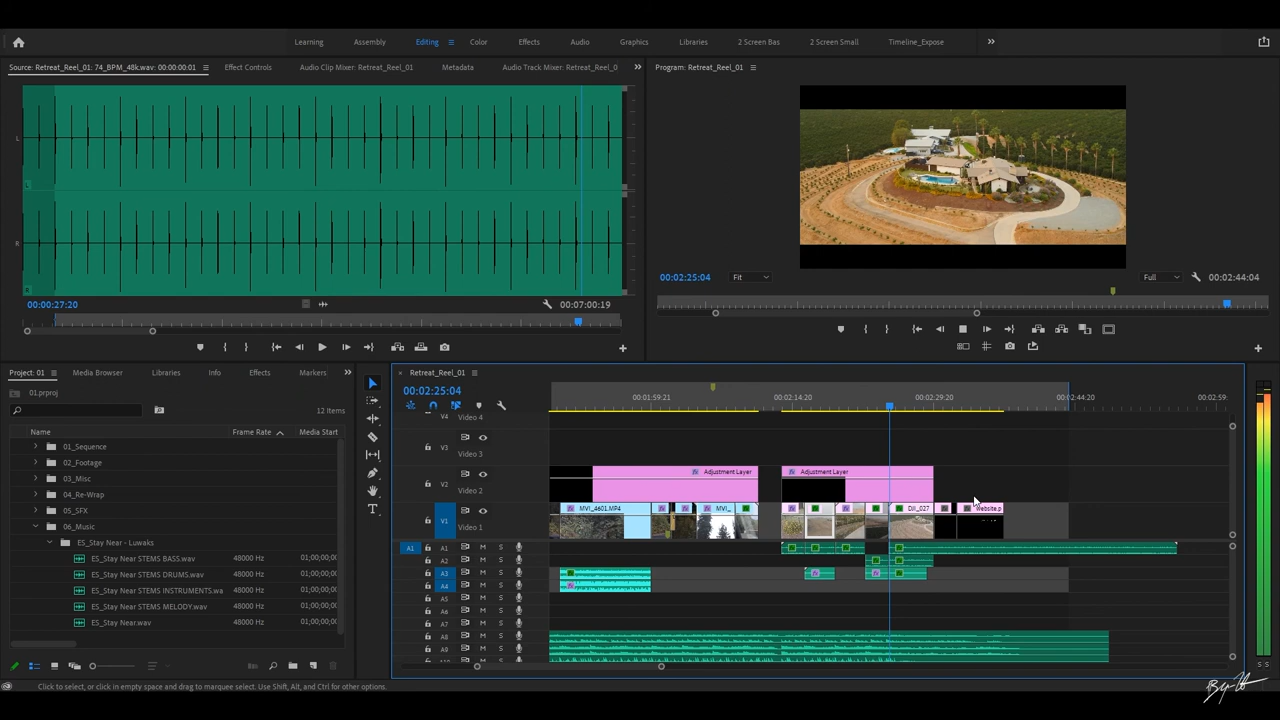 Learning Assembly Editing Color Effects Audio Graphics Libraries 2 Screen Bas 2 Screen Small Timeline_Expose
Source: Retreat_Reel_01: 74_BPM_48k.wav: 00:00:00:01 Effect Controls Audio Clip Mixer: Retreat_Reel_01 Metadata Audio Track Mixer: Retreat_Reel_0
Program: Retreat_Reel_01
L
R
00:00:27:20 00:07:00:19
00:02:25:04 Fit Full 00:02:44:04
Project: 01 Media Browser Libraries Info Effects Markers
01.prproj
12 Items
Name Frame Rate Media Start
01_Sequence
02_Footage
03_Misc
04_Re-Wrap
05_SFX
06_Music
ES_Stay Near - Luwaks
ES_Stay Near STEMS BASS.wav 48000 Hz 01;00;00;00
ES_Stay Near STEMS DRUMS.wav 48000 Hz 01;00;00;00
ES_Stay Near STEMS INSTRUMENTS.wa 48000 Hz 01;00;00;00
ES_Stay Near STEMS MELODY.wav 48000 Hz 01;00;00;00
ES_Stay Near.wav 48000 Hz 01;00;00;00
Retreat_Reel_01
00:02:25:04
00:01:59:21 00:02:14:20 00:02:29:20 00:02:44:20 00:02:59:
V4 Video 4
V3 Video 3
V2 Video 2 Adjustment Layer Adjustment Layer
V1 V1 Video 1 MVI_4601.MP4 MVI_ DJI_027 Website.p
A1 A1 M S
A2 M S
A3 M S
A4 M S
A5 M S
A6 M S
A7 M S
A8 M S
A9 M S
S S
Click to select, or click in empty space and drag to marquee select. Use Shift, Alt, and Ctrl for other options.